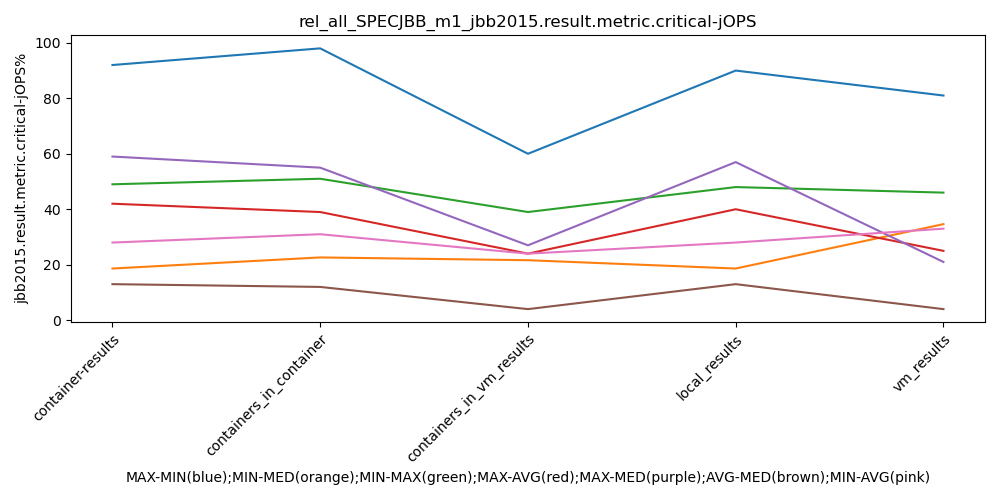 rel_all_SPECJBB_m1_jbb2015.result.metric.critical-jOPS
jbb2015.result.metric.critical-jOPS%
100
80
60
40
20
0
container-results
containers_in_container
containers_in_vm_results
local_results
vm_results
MAX-MIN(blue);MIN-MED(orange);MIN-MAX(green);MAX-AVG(red);MAX-MED(purple);AVG-MED(brown);MIN-AVG(pink)